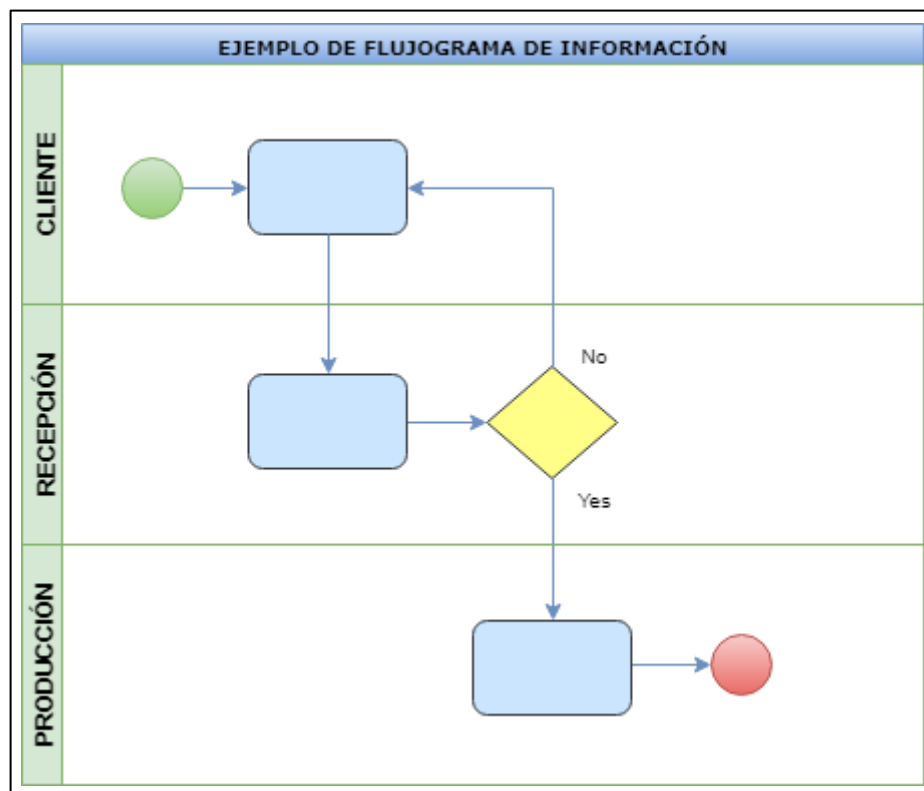 EJEMPLO DE FLUJOGRAMA DE INFORMACIÓN
CLIENTE
No
RECEPCIÓN
Yes
PRODUCCIÓN